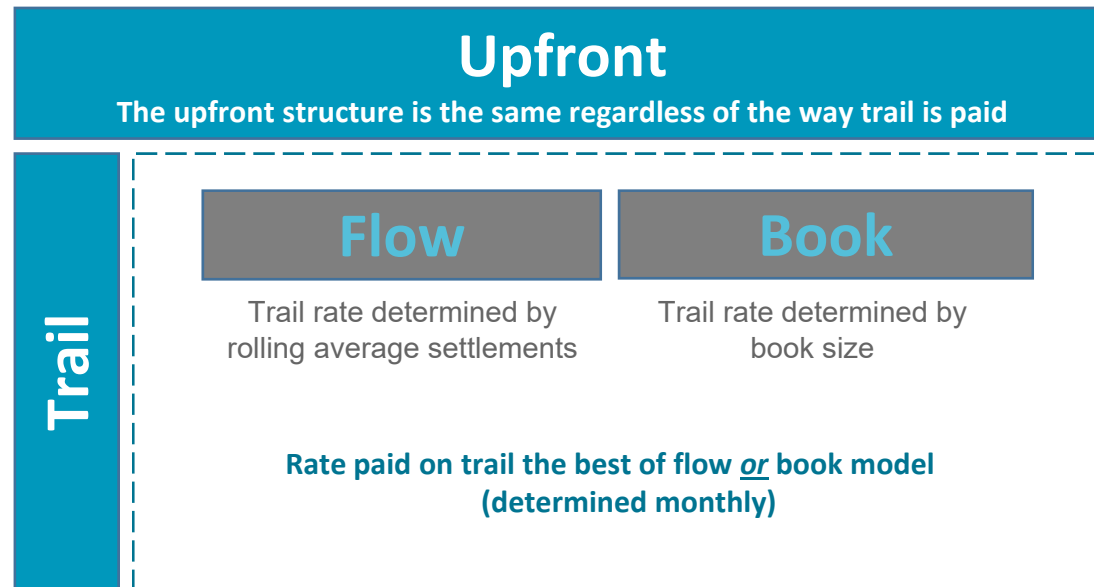 Upfront
The upfront structure is the same regardless of the way trail is paid
Trail
Flow
Book
Trail rate determined by
rolling average settlements
Trail rate determined by
book size
Rate paid on trail the best of flow or book model
(determined monthly)